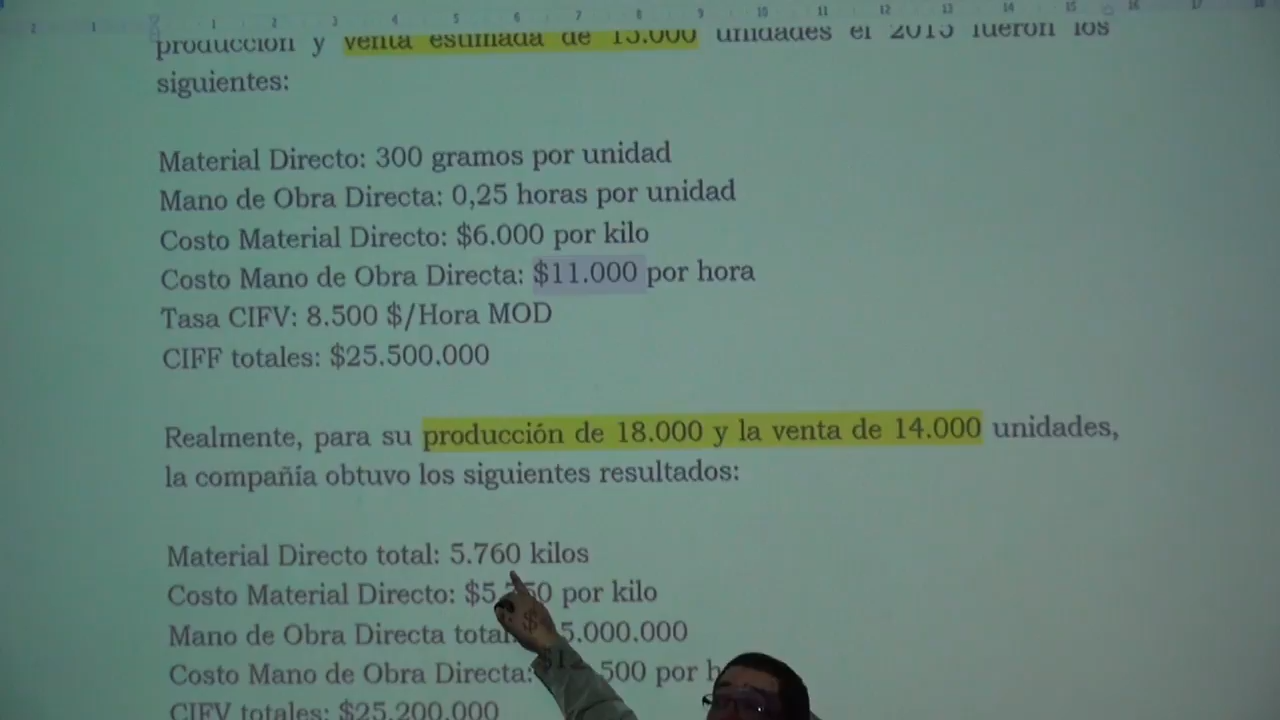 producción y venta estimada de 15.000 unidades el 2015 fueron los
siguientes:
Material Directo: 300 gramos por unidad
Mano de Obra Directa: 0,25 horas por unidad
Costo Material Directo: $6.000 por kilo
Costo Mano de Obra Directa: $11.000 por hora
Tasa CIFV: 8.500 $/Hora MOD
CIFF totales: $25.500.000
Realmente, para su producción de 18.000 y la venta de 14.000 unidades,
la compañía obtuvo los siguientes resultados:
Material Directo total: 5.760 kilos
Costo Material Directo: por kilo
Mano de Obra Directa total:
Costo Mano de Obra Directa: por
CIFV totales: $25.200.000